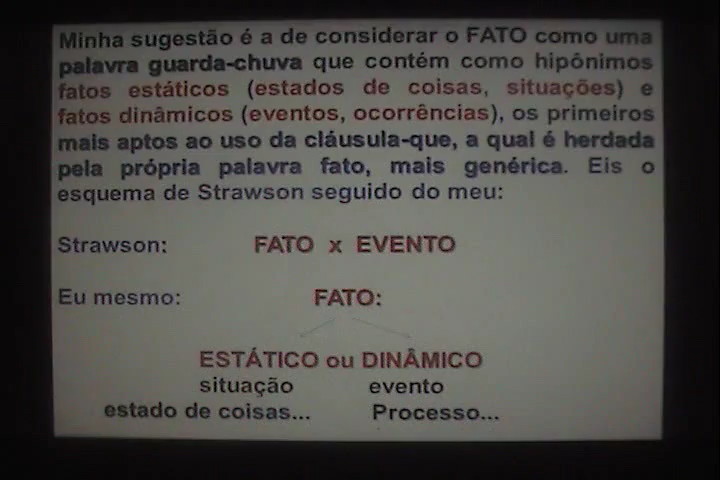 Minha sugestão é a de considerar o FATO como uma
palavra guarda-chuva que contém como hipônimos
fatos estáticos (estados de coisas, situações) e
fatos dinâmicos (eventos, ocorrências), os primeiros
mais aptos ao uso da cláusula-que, a qual é herdada
pela própria palavra fato, mais genérica. Eis o
esquema de Strawson seguido do meu:
Strawson: FATO x EVENTO
Eu mesmo: FATO:
ESTÁTICO ou DINÂMICO
situação evento
estado de coisas... Processo...